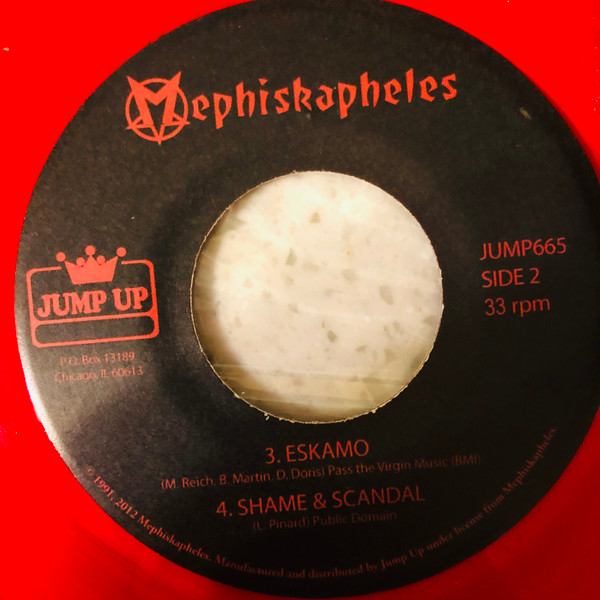 Mephiskapheles
JUMP UP
P.O. Box 13189
Chicago, IL 60613
JUMP665
SIDE 2
33 rpm
3. ESKAMO
(M. Reich, B. Martin, D. Doris) Pass the Virgin Music (BMI)
4. SHAME & SCANDAL
(L. Pinard) Public Domain
© 1991, 2012 Mephiskapheles. Manufactured and distributed by Jump Up under license from Mephiskapheles.